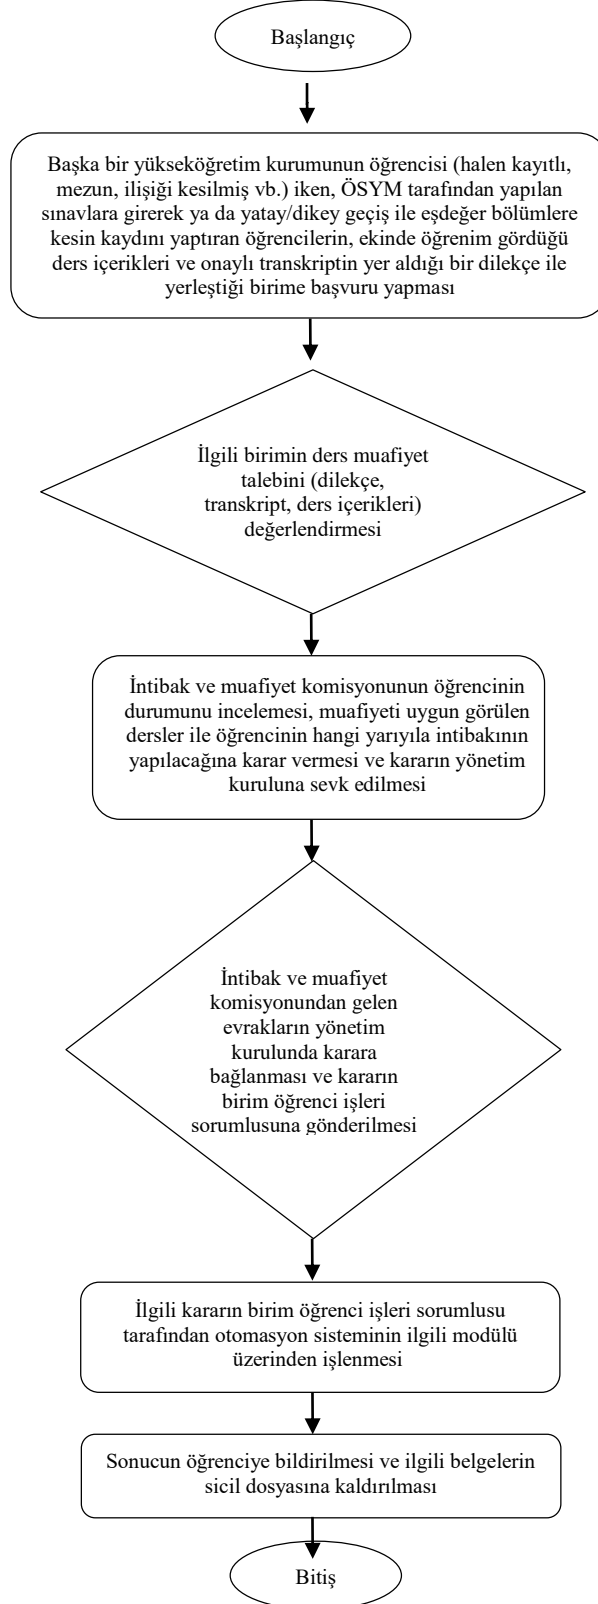 Başlangıç
Başka bir yükseköğretim kurumunun öğrencisi (halen kayıtlı,
mezun, ilişiği kesilmiş vb.) iken, ÖSYM tarafından yapılan
sınavlara girerek ya da yatay/dikey geçiş ile eşdeğer bölümlere
kesin kaydını yaptıran öğrencilerin, ekinde öğrenim gördüğü
ders içerikleri ve onaylı transkriptin yer aldığı bir dilekçe ile
yerleştiği birime başvuru yapması
İlgili birimin ders muafiyet
talebini (dilekçe,
transkript, ders içerikleri)
değerlendirmesi
İntibak ve muafiyet komisyonunun öğrencinin
durumunu incelemesi, muafiyeti uygun görülen
dersler ile öğrencinin hangi yarıyıla intibakının
yapılacağına karar vermesi ve kararın yönetim
kuruluna sevk edilmesi
İntibak ve muafiyet
komisyonundan gelen
evrakların yönetim
kurulunda karara
bağlanması ve kararın
birim öğrenci işleri
sorumlusuna gönderilmesi
İlgili kararın birim öğrenci işleri sorumlusu
tarafından otomasyon sisteminin ilgili modülü
üzerinden işlenmesi
Sonucun öğrenciye bildirilmesi ve ilgili belgelerin
sicil dosyasına kaldırılması
Bitiş